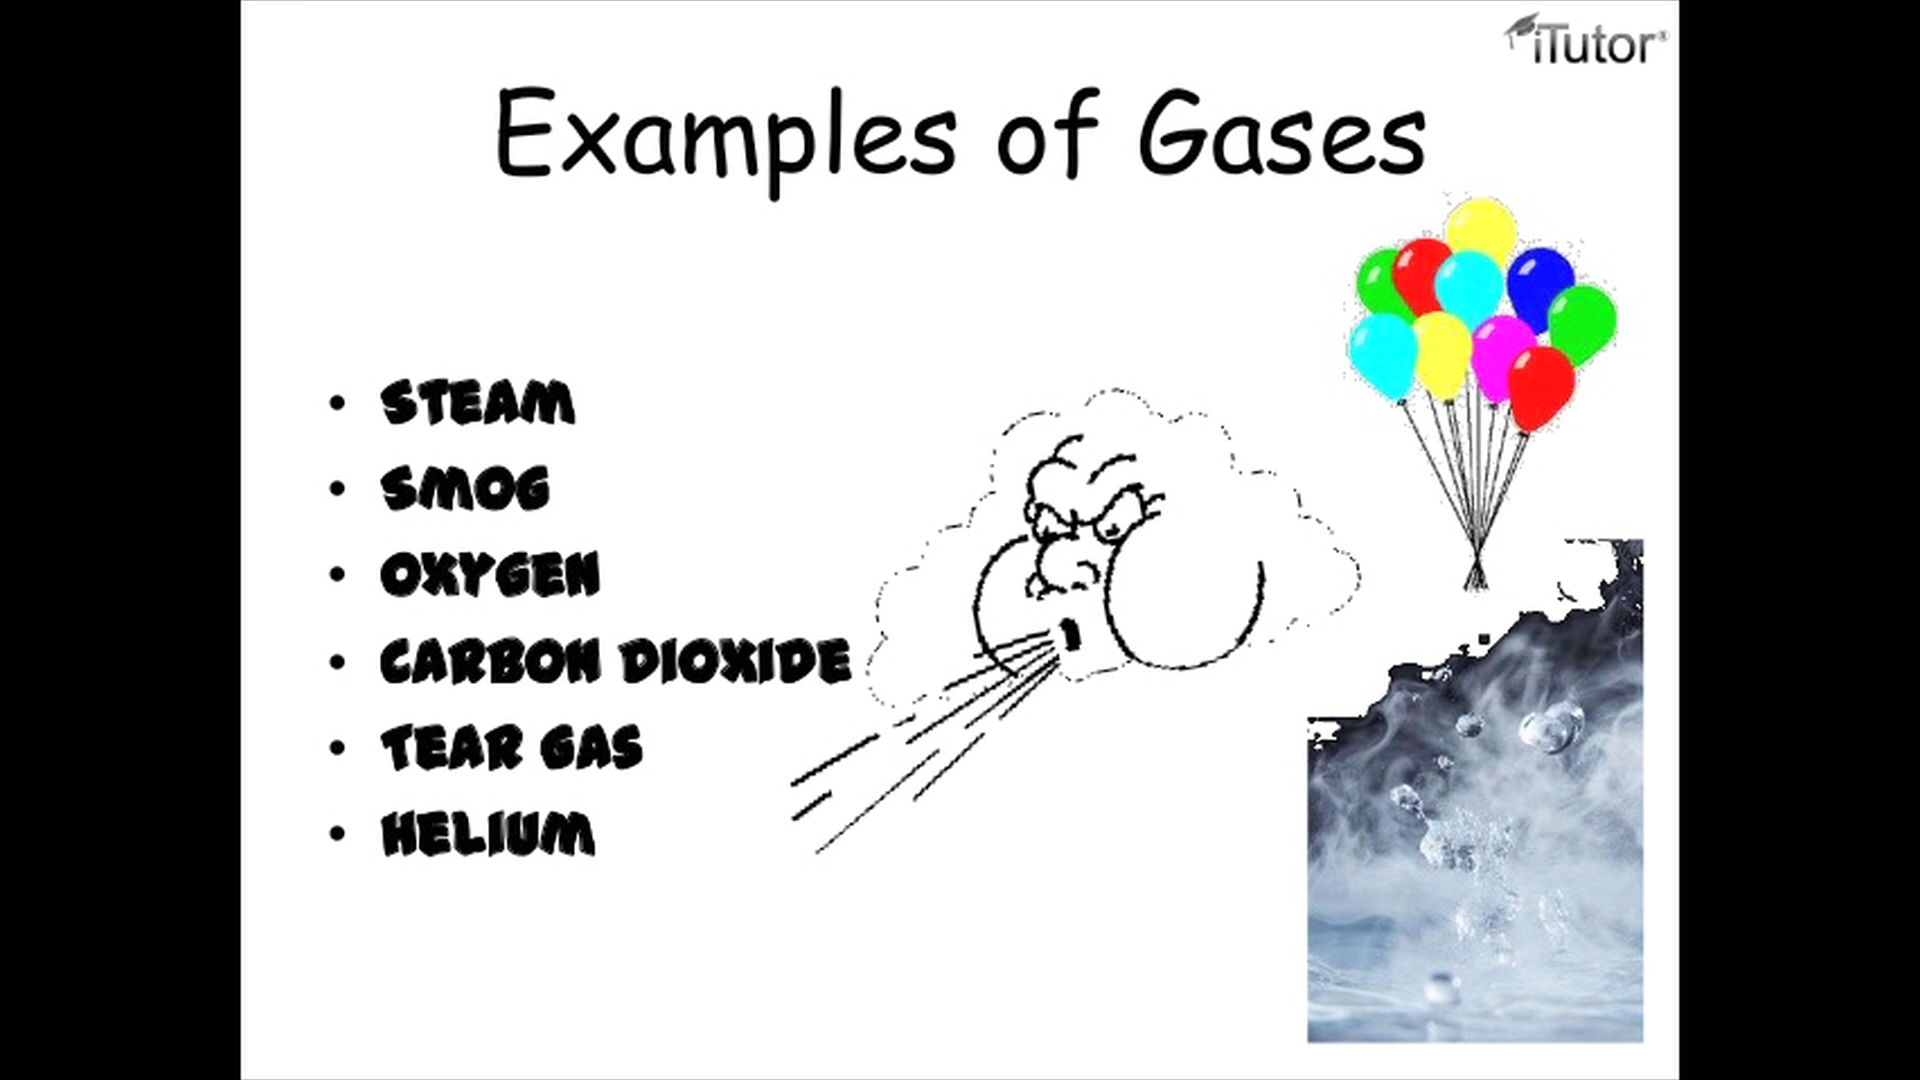 iTutor®
Examples of Gases
• STEAM
• SMOG
• OXYGEN
• CARBON DIOXIDE
• TEAR GAS
• HELIUM